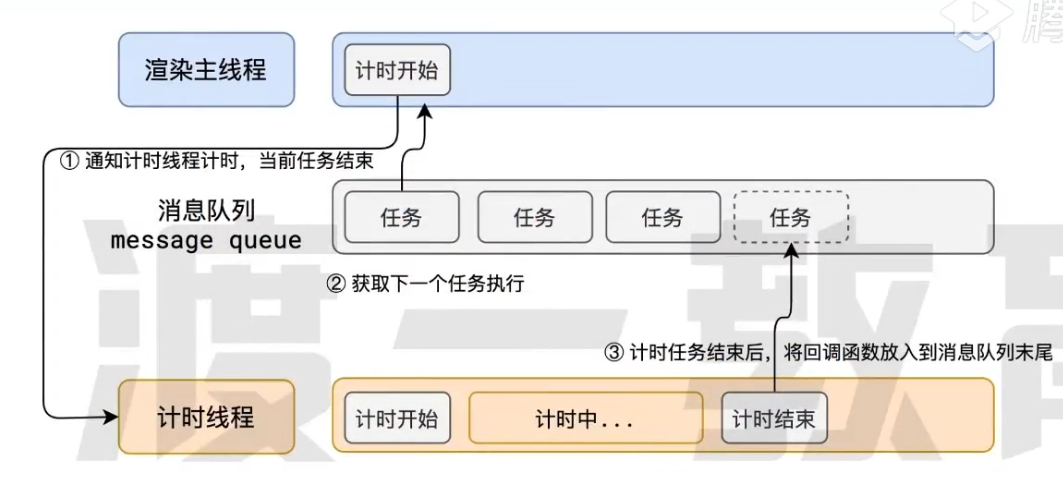 腾
渲染主线程
计时开始
① 通知计时线程计时，当前任务结束
消息队列
message queue
任务
任务
任务
任务
② 获取下一个任务执行
③ 计时任务结束后，将回调函数放入到消息队列末尾
计时线程
计时开始
计时中...
计时结束
渡一教育